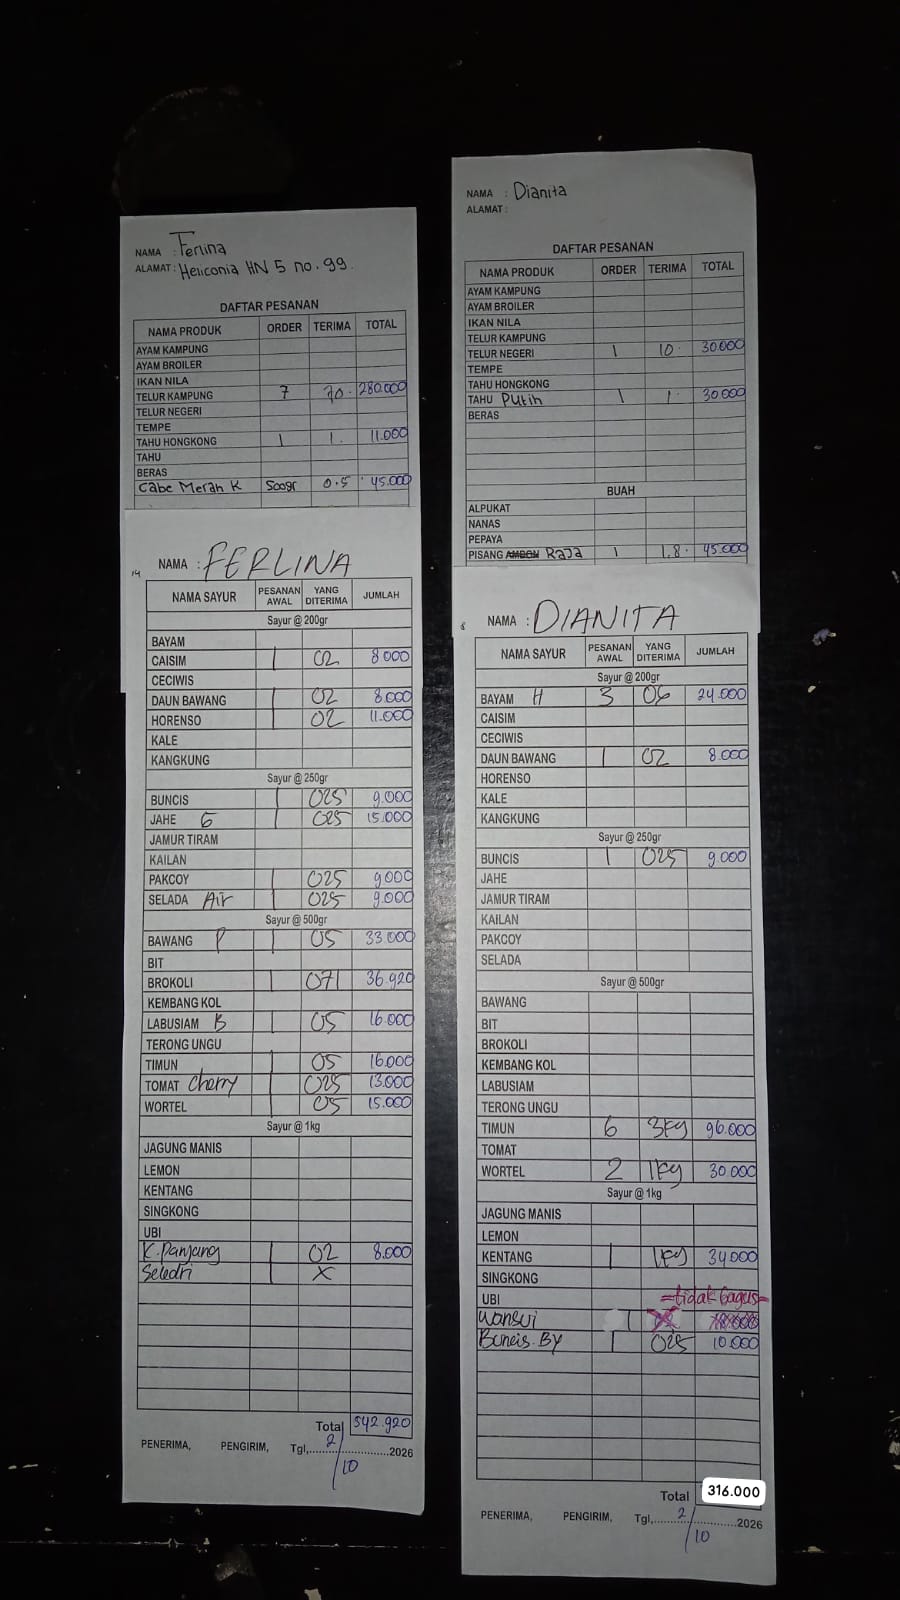 NAMA : Ferlina
ALAMAT : Heliconia HN 5 no. 99
DAFTAR PESANAN
NAMA PRODUK ORDER TERIMA TOTAL
AYAM KAMPUNG
AYAM BROILER
IKAN NILA
TELUR KAMPUNG 7 70. 280.000
TELUR NEGERI
TEMPE
TAHU HONGKONG 1 1. 11.000
TAHU
BERAS
Cabe Merah K 500gr 0.5 45.000
14
NAMA : FERLINA
NAMA SAYUR PESANAN AWAL YANG DITERIMA JUMLAH
Sayur @ 200gr
BAYAM
CAISIM 1 02 8.000
CECIWIS
DAUN BAWANG 1 02 8.000
HORENSO 1 02 11.000
KALE
KANGKUNG
Sayur @ 250gr
BUNCIS 1 025 9.000
JAHE G 1 025 15.000
JAMUR TIRAM
KAILAN
PAKCOY 1 025 9.000
SELADA Air 1 025 9.000
Sayur @ 500gr
BAWANG P 1 05 33.000
BIT
BROKOLI 1 071 36.920
KEMBANG KOL
LABUSIAM B 1 05 16.000
TERONG UNGU
TIMUN 1 05 16.000
TOMAT Cherry 1 025 13.000
WORTEL 1 05 15.000
Sayur @ 1kg
JAGUNG MANIS
LEMON
KENTANG
SINGKONG
UBI
K. Panjang 1 02 8.000
Seledri 1 X
Total 542.920
PENERIMA, PENGIRIM, Tgl,....2/10....2026
NAMA : Dianita
ALAMAT :
DAFTAR PESANAN
NAMA PRODUK ORDER TERIMA TOTAL
AYAM KAMPUNG
AYAM BROILER
IKAN NILA
TELUR KAMPUNG
TELUR NEGERI 1 10. 30.000
TEMPE
TAHU HONGKONG
TAHU Putih 1 1. 30.000
BERAS
BUAH
ALPUKAT
NANAS
PEPAYA
PISANG AMBON Raja 1 1.8. 45.000
8
NAMA : DIANITA
NAMA SAYUR PESANAN AWAL YANG DITERIMA JUMLAH
Sayur @ 200gr
BAYAM H 3 06 24.000
CAISIM
CECIWIS
DAUN BAWANG 1 02 8.000
HORENSO
KALE
KANGKUNG
Sayur @ 250gr
BUNCIS 1 025 9.000
JAHE
JAMUR TIRAM
KAILAN
PAKCOY
SELADA
Sayur @ 500gr
BAWANG
BIT
BROKOLI
KEMBANG KOL
LABUSIAM
TERONG UNGU
TIMUN 6 3kg 96.000
TOMAT
WORTEL 2 1kg 30.000
Sayur @ 1kg
JAGUNG MANIS
LEMON
KENTANG 1 1kg 34.000
SINGKONG
UBI =tidak bagus=
Wansui 1
Buncis. BY 1 025 10.000
Total 316.000
PENERIMA, PENGIRIM, Tgl,....2/10....2026